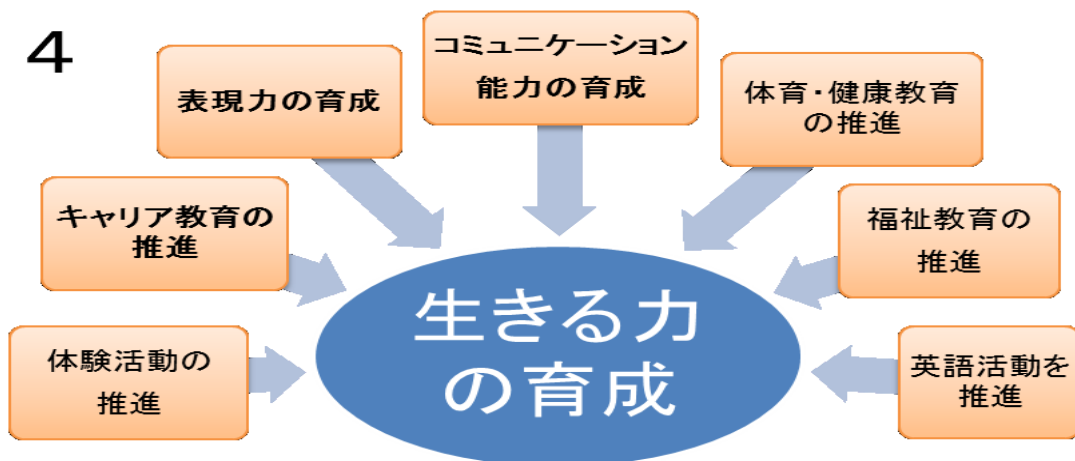 4
コミュニケーション
能力の育成
表現力の育成
体育・健康教育
の推進
キャリア教育の
推進
福祉教育の
推進
体験活動の
推進
英語活動を
推進
生きる力
の育成